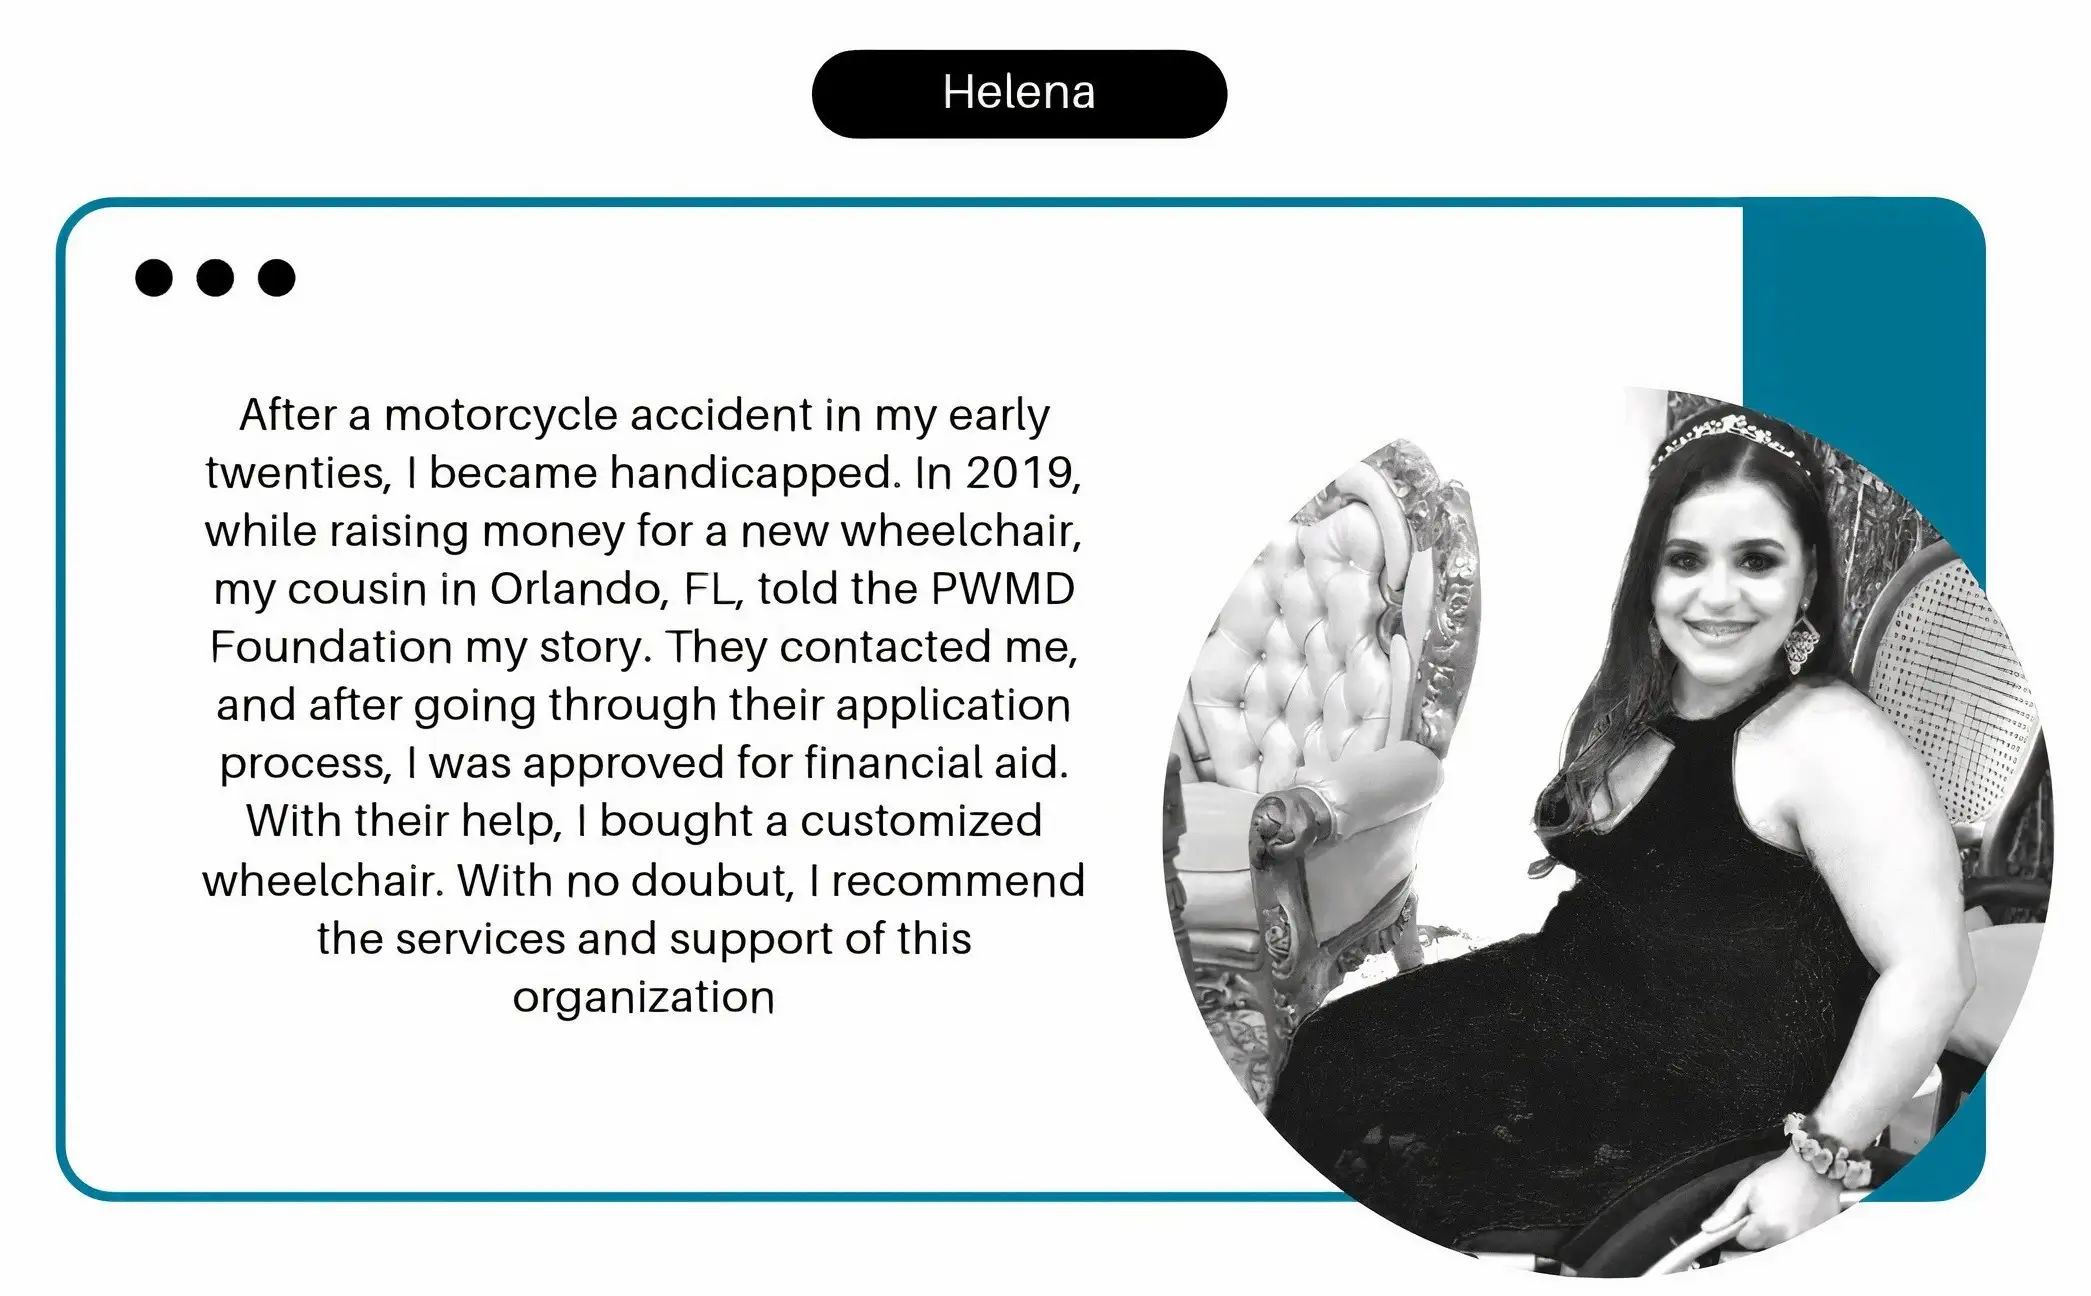 Helena
After a motorcycle accident in my early
twenties, I became handicapped. In 2019,
while raising money for a new wheelchair,
my cousin in Orlando, FL, told the PWMD
Foundation my story. They contacted me,
and after going through their application
process, I was approved for financial aid.
With their help, I bought a customized
wheelchair. With no doubut, I recommend
the services and support of this
organization